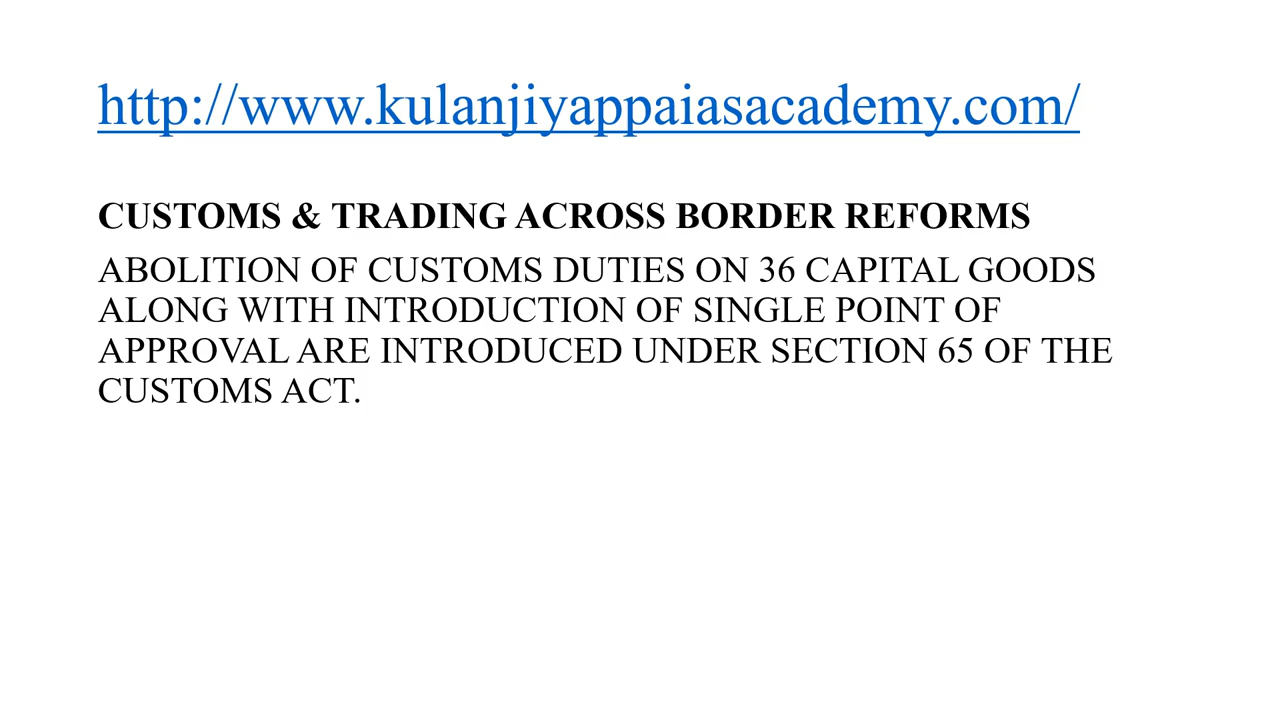 http://www.kulanjiyappaiasacademy.com/
CUSTOMS & TRADING ACROSS BORDER REFORMS
ABOLITION OF CUSTOMS DUTIES ON 36 CAPITAL GOODS
ALONG WITH INTRODUCTION OF SINGLE POINT OF
APPROVAL ARE INTRODUCED UNDER SECTION 65 OF THE
CUSTOMS ACT.